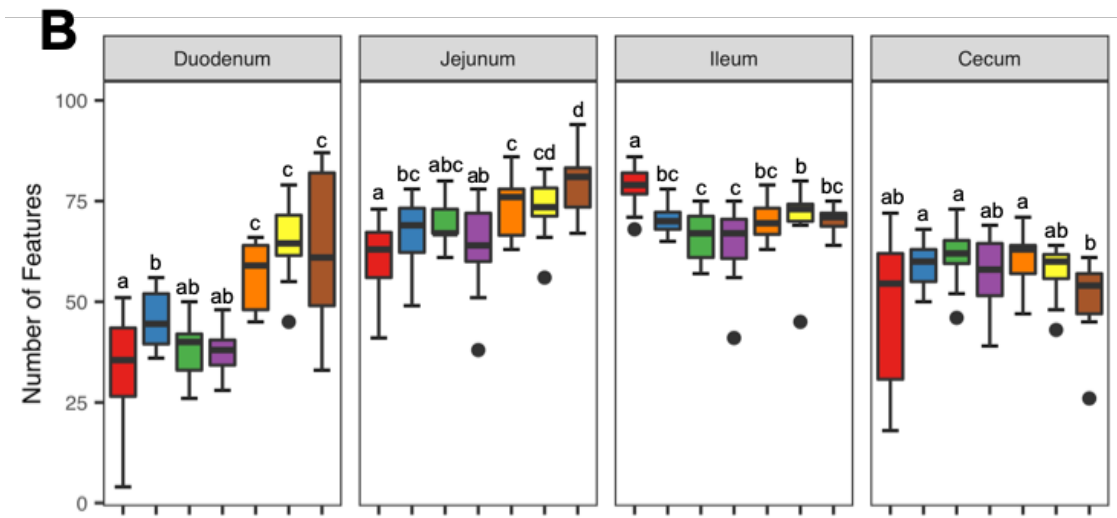 B
Duodenum Jejunum Ileum Cecum
Number of Features
100
75
50
25
0
a b ab ab c c c
a bc abc ab c cd d
a bc c c bc b bc
ab a a ab a ab b